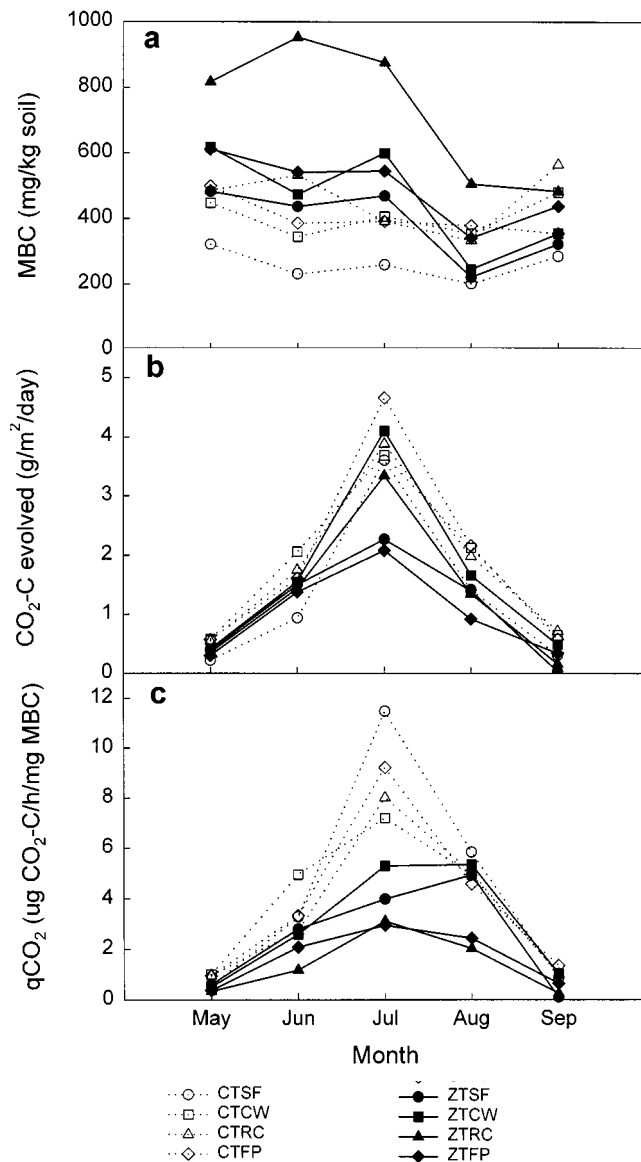 a
MBC (mg/kg soil)
1000
800
600
400
200
0
b
CO₂-C evolved (g/m²/day)
5
4
3
2
1
0
c
qCO₂ (ug CO₂-C/h/mg MBC)
12
10
8
6
4
2
0
May Jun Jul Aug Sep
Month
CTSF ZTSF
CTCW ZTCW
CTRC ZTRC
CTFP ZTFP